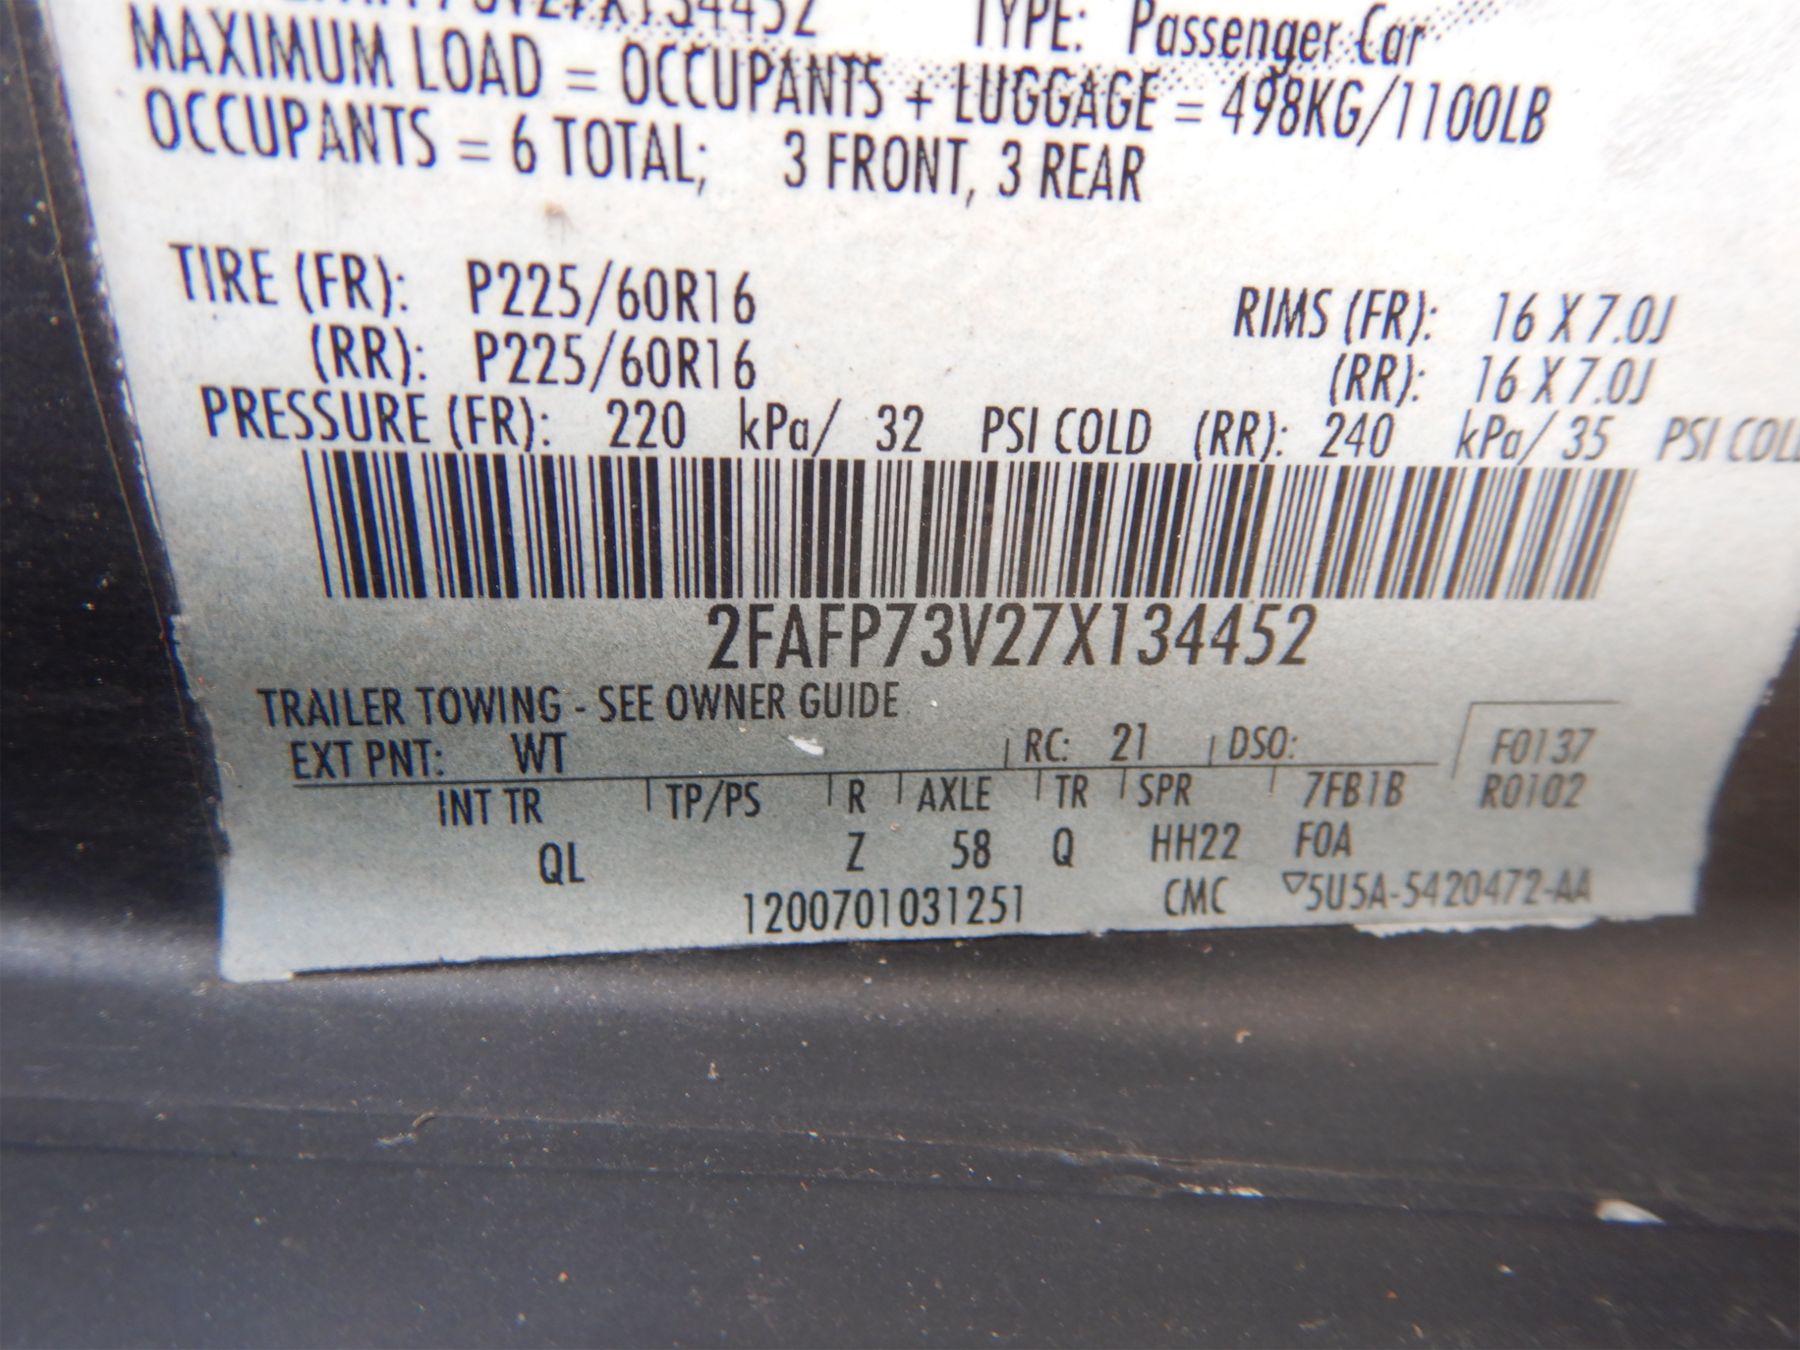 TYPE: Passenger Car
MAXIMUM LOAD = OCCUPANTS + LUGGAGE = 498KG/1100LB
OCCUPANTS = 6 TOTAL; 3 FRONT, 3 REAR
TIRE (FR): P225/60R16 RIMS (FR): 16 X 7.0J
(RR): P225/60R16 (RR): 16 X 7.0J
PRESSURE (FR): 220 kPa/ 32 PSI COLD (RR): 240 kPa/ 35 PSI COL
2FAFP73V27X134452
TRAILER TOWING - SEE OWNER GUIDE
EXT PNT: WT RC: 21 DSO: F0137
INT TR TP/PS R AXLE TR SPR 7FB1B R0102
QL Z 58 Q HH22 F0A
1200701031251 CMC ▽5U5A-5420472-AA